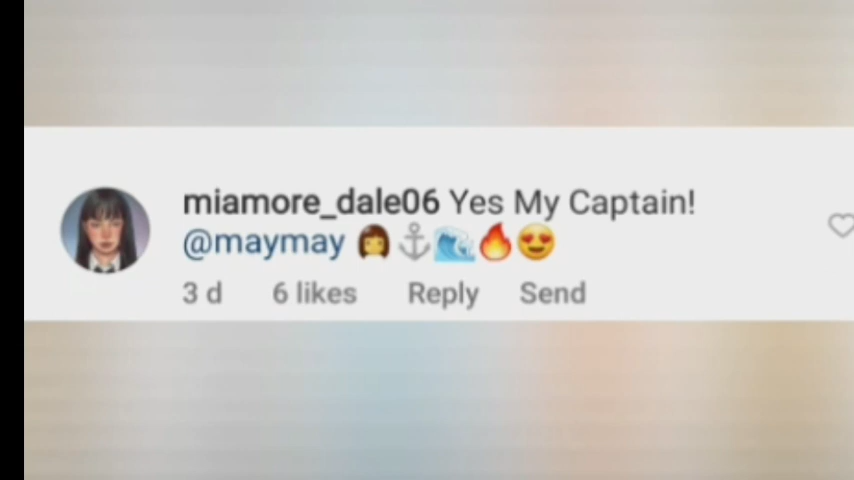 miamore_dale06 Yes My Captain!
@maymay 👩⚓🌊🔥😍
3 d 6 likes Reply Send